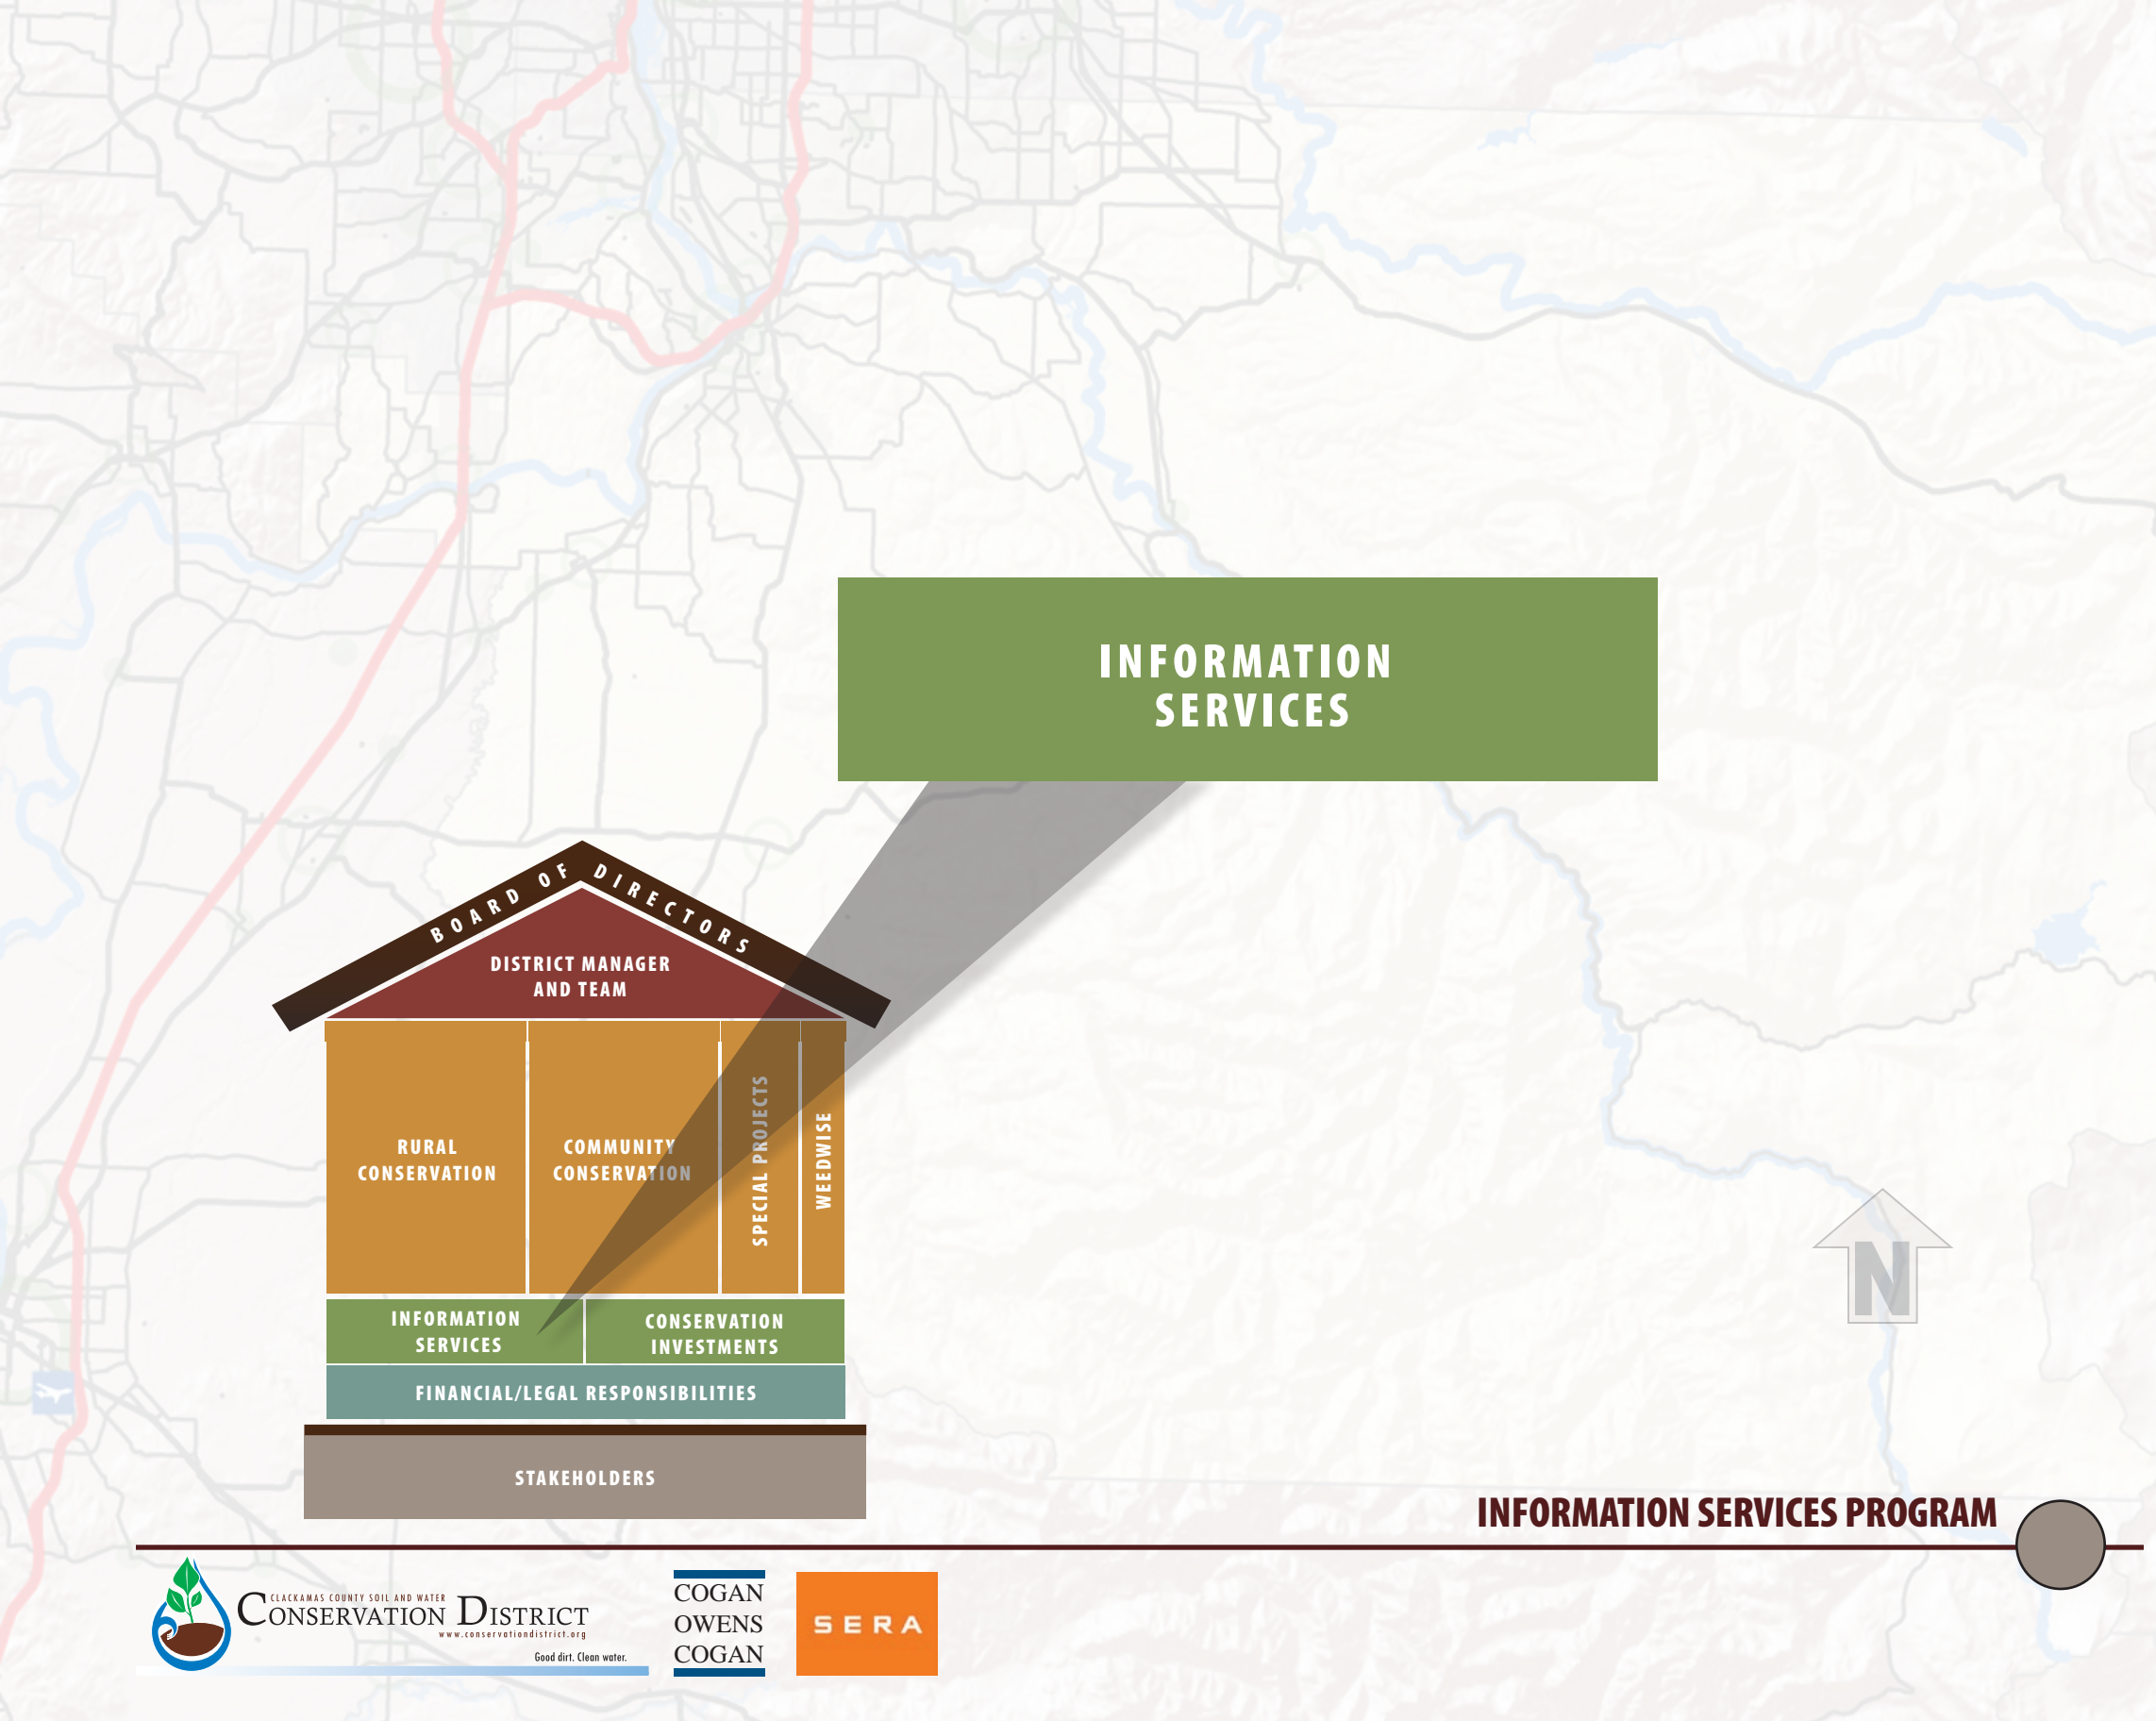 INFORMATION
SERVICES
BOARD OF DIRECTORS
DISTRICT MANAGER
AND TEAM
RURAL
CONSERVATION
COMMUNITY
CONSERVATION
SPECIAL PROJECTS
WEEDWISE
INFORMATION
SERVICES
CONSERVATION
INVESTMENTS
FINANCIAL/LEGAL RESPONSIBILITIES
STAKEHOLDERS
N
INFORMATION SERVICES PROGRAM
CLACKAMAS COUNTY SOIL AND WATER
CONSERVATION DISTRICT
www.conservationdistrict.org
Good dirt. Clean water.
COGAN
OWENS
COGAN
SERA